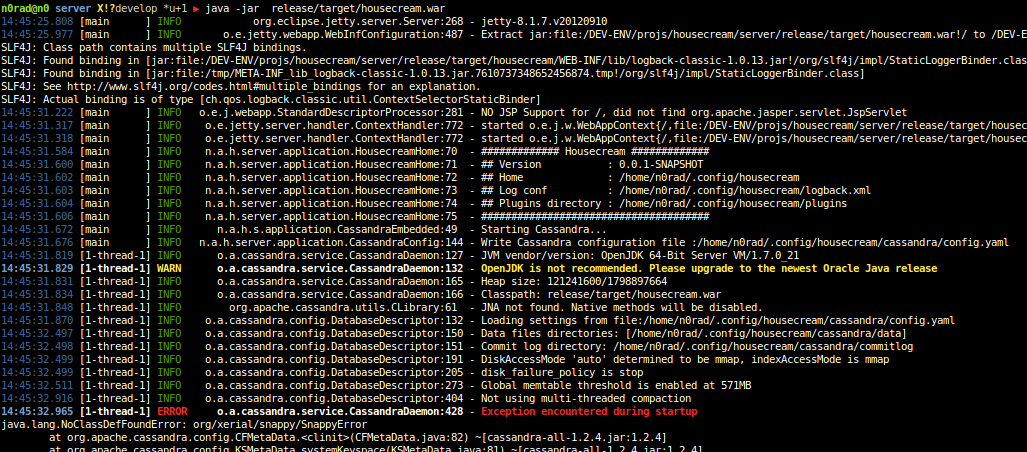 n0rad@n0 server X!?develop *u+1 ► java -jar  release/target/housecream.war
14:45:25.808 [main      ] INFO            org.eclipse.jetty.server.Server:268 - jetty-8.1.7.v20120910
14:45:25.977 [main      ] INFO       o.e.jetty.webapp.WebInfConfiguration:487 - Extract jar:file:/DEV-ENV/projs/housecream/server/release/target/housecream.war!/ to /DEV-E
SLF4J: Class path contains multiple SLF4J bindings.
SLF4J: Found binding in [jar:file:/DEV-ENV/projs/housecream/server/release/target/housecream/WEB-INF/lib/logback-classic-1.0.13.jar!/org/slf4j/impl/StaticLoggerBinder.clas
SLF4J: Found binding in [jar:file:/tmp/META-INF_lib_logback-classic-1.0.13.jar.7610737348652456874.tmp!/org/slf4j/impl/StaticLoggerBinder.class]
SLF4J: See http://www.slf4j.org/codes.html#multiple_bindings for an explanation.
SLF4J: Actual binding is of type [ch.qos.logback.classic.util.ContextSelectorStaticBinder]
14:45:31.222 [main      ] INFO   o.e.j.webapp.StandardDescriptorProcessor:281 - NO JSP Support for /, did not find org.apache.jasper.servlet.JspServlet
14:45:31.317 [main      ] INFO    o.e.jetty.server.handler.ContextHandler:772 - started o.e.j.w.WebAppContext{/,file:/DEV-ENV/projs/housecream/server/release/target/housec
14:45:31.318 [main      ] INFO    o.e.jetty.server.handler.ContextHandler:772 - started o.e.j.w.WebAppContext{/,file:/DEV-ENV/projs/housecream/server/release/target/housec
14:45:31.584 [main      ] INFO    n.a.h.server.application.HousecreamHome:70  - ############# Housecream #############
14:45:31.600 [main      ] INFO    n.a.h.server.application.HousecreamHome:71  - ## Version           : 0.0.1-SNAPSHOT
14:45:31.602 [main      ] INFO    n.a.h.server.application.HousecreamHome:72  - ## Home              : /home/n0rad/.config/housecream
14:45:31.603 [main      ] INFO    n.a.h.server.application.HousecreamHome:73  - ## Log conf          : /home/n0rad/.config/housecream/logback.xml
14:45:31.604 [main      ] INFO    n.a.h.server.application.HousecreamHome:74  - ## Plugins directory : /home/n0rad/.config/housecream/plugins
14:45:31.606 [main      ] INFO    n.a.h.server.application.HousecreamHome:75  - ######################################
14:45:31.672 [main      ] INFO      n.a.h.s.application.CassandraEmbedded:49  - Starting Cassandra...
14:45:31.676 [main      ] INFO   n.a.h.server.application.CassandraConfig:144 - Write Cassandra configuration file :/home/n0rad/.config/housecream/cassandra/config.yaml
14:45:31.819 [1-thread-1] INFO      o.a.cassandra.service.CassandraDaemon:127 - JVM vendor/version: OpenJDK 64-Bit Server VM/1.7.0_21
14:45:31.829 [1-thread-1] WARN      o.a.cassandra.service.CassandraDaemon:132 - OpenJDK is not recommended. Please upgrade to the newest Oracle Java release
14:45:31.831 [1-thread-1] INFO      o.a.cassandra.service.CassandraDaemon:165 - Heap size: 121241600/1798897664
14:45:31.834 [1-thread-1] INFO      o.a.cassandra.service.CassandraDaemon:166 - Classpath: release/target/housecream.war
14:45:31.848 [1-thread-1] INFO        org.apache.cassandra.utils.CLibrary:61  - JNA not found. Native methods will be disabled.
14:45:31.870 [1-thread-1] INFO    o.a.cassandra.config.DatabaseDescriptor:132 - Loading settings from file:/home/n0rad/.config/housecream/cassandra/config.yaml
14:45:32.497 [1-thread-1] INFO    o.a.cassandra.config.DatabaseDescriptor:150 - Data files directories: [/home/n0rad/.config/housecream/cassandra/data]
14:45:32.498 [1-thread-1] INFO    o.a.cassandra.config.DatabaseDescriptor:151 - Commit log directory: /home/n0rad/.config/housecream/cassandra/commitlog
14:45:32.499 [1-thread-1] INFO    o.a.cassandra.config.DatabaseDescriptor:191 - DiskAccessMode 'auto' determined to be mmap, indexAccessMode is mmap
14:45:32.499 [1-thread-1] INFO    o.a.cassandra.config.DatabaseDescriptor:205 - disk_failure_policy is stop
14:45:32.511 [1-thread-1] INFO    o.a.cassandra.config.DatabaseDescriptor:273 - Global memtable threshold is enabled at 571MB
14:45:32.916 [1-thread-1] INFO    o.a.cassandra.config.DatabaseDescriptor:404 - Not using multi-threaded compaction
14:45:32.965 [1-thread-1] ERROR     o.a.cassandra.service.CassandraDaemon:428 - Exception encountered during startup
java.lang.NoClassDefFoundError: org/xerial/snappy/SnappyError
        at org.apache.cassandra.config.CFMetaData.<clinit>(CFMetaData.java:82) ~[cassandra-all-1.2.4.jar:1.2.4]
        at org.apache.cassandra.config.KSMetaData.systemKeyspace(KSMetaData.java:81) ~[cassandra-all-1.2.4.jar:1.2.4]